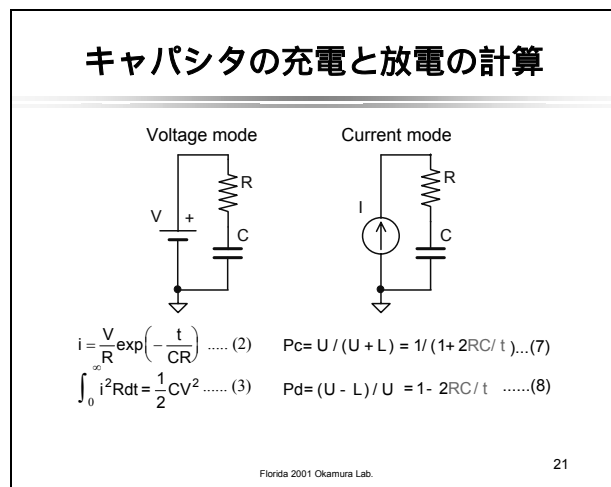 キャパシタの充電と放電の計算
Voltage mode
Current mode
R
V +
C
R
I
C
i = V/R exp(− t/CR) ..... (2)
∫₀^∞ i²Rdt = 1/2 CV² ...... (3)
Pc= U / (U + L) = 1/ (1+ 2RC/ t )...(7)
Pd= (U - L) / U = 1- 2RC/ t ......(8)
Florida 2001 Okamura Lab.
21